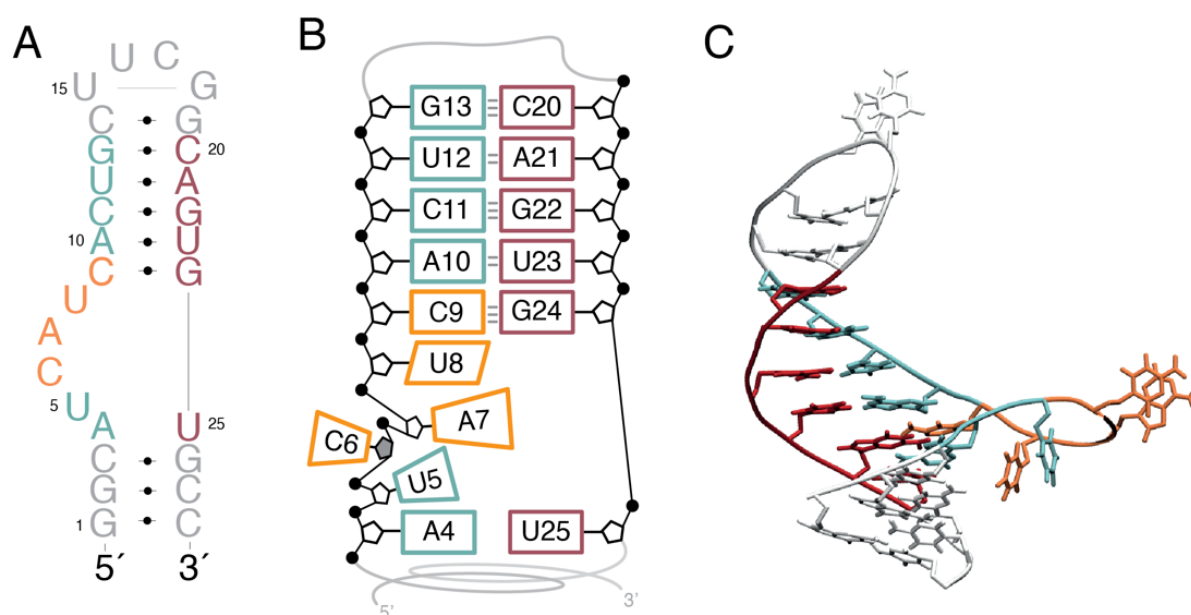 A
U C
15 U G
C G
G C 20
U A
C G
10 A U
C G
U
A
C
5 U U 25
A
C G
G C
1 G C
5´ 3´
B
G13 C20
U12 A21
C11 G22
A10 U23
C9 G24
U8
A7
C6
U5
A4 U25
5' 3'
C